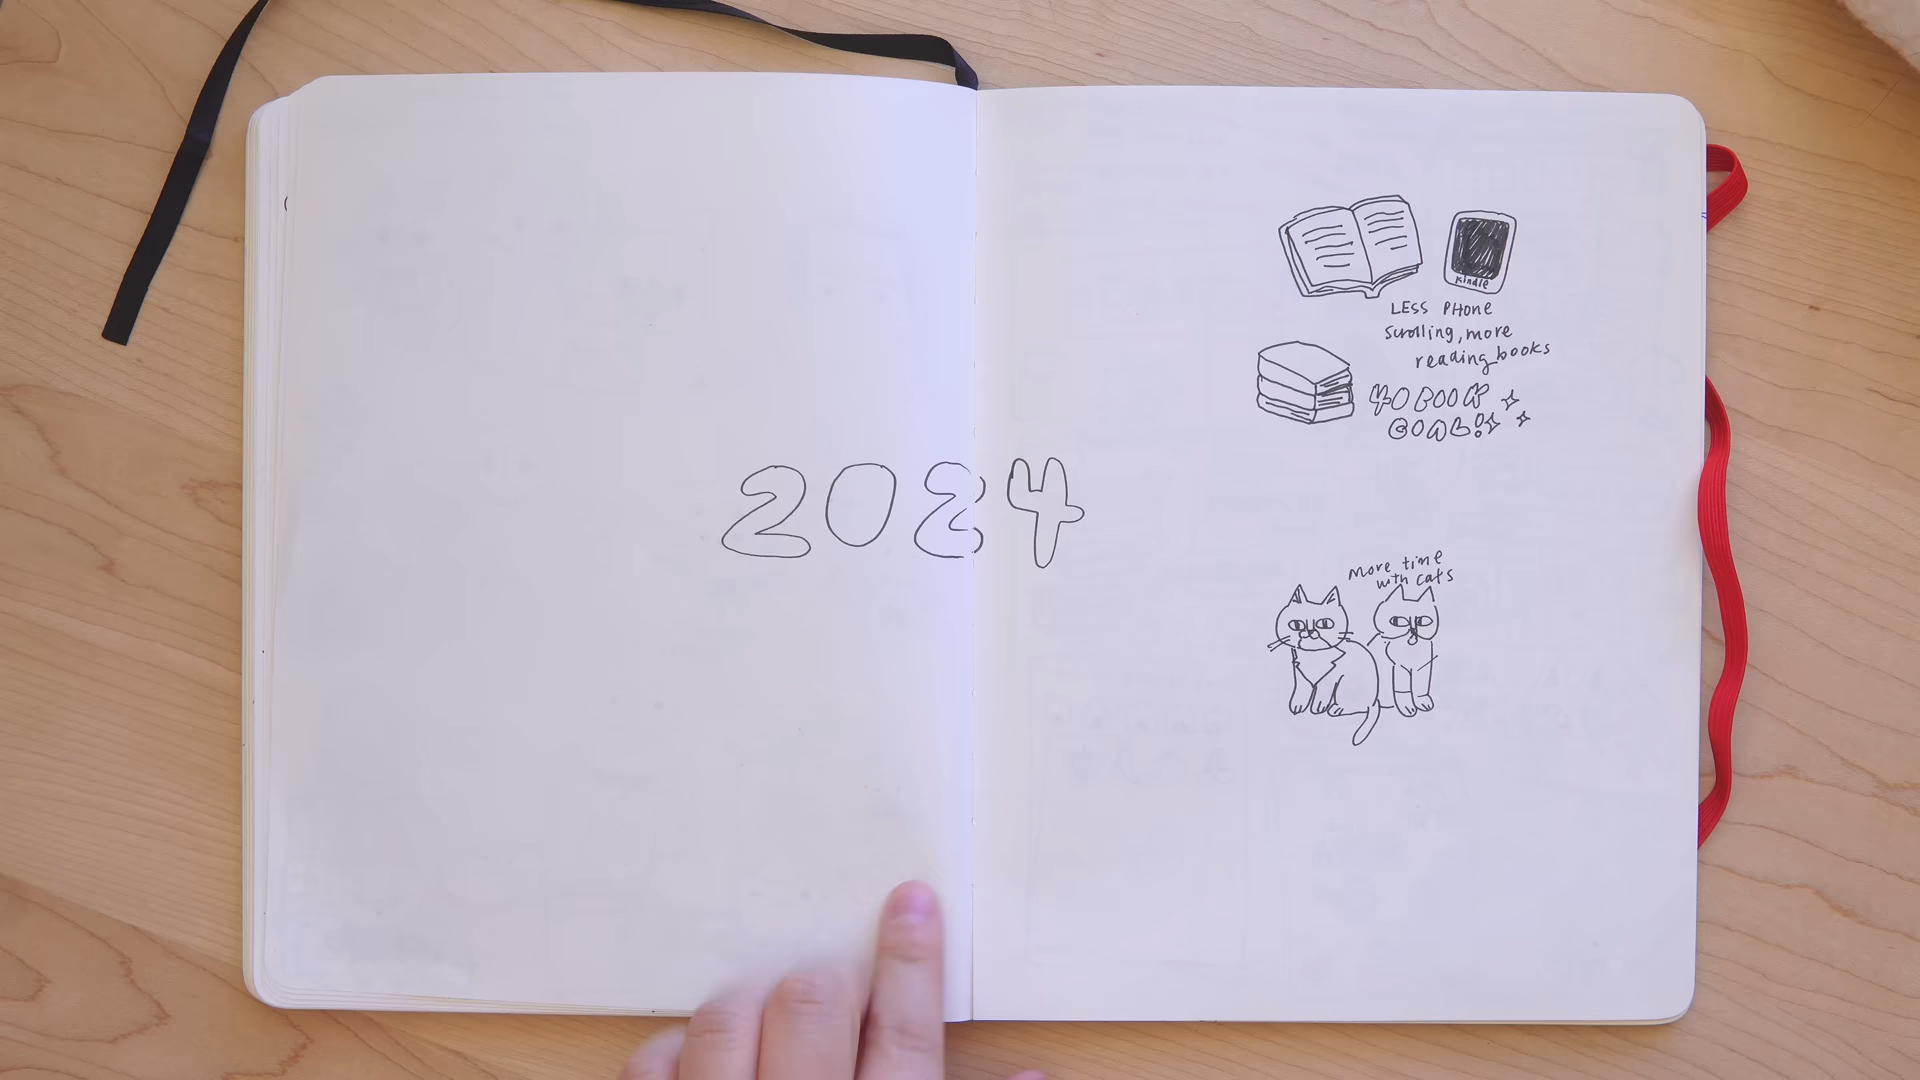 2024
kindle
LESS PHone
scrolling, more
reading books
40 BOOK
GOAL!
More time
with cats